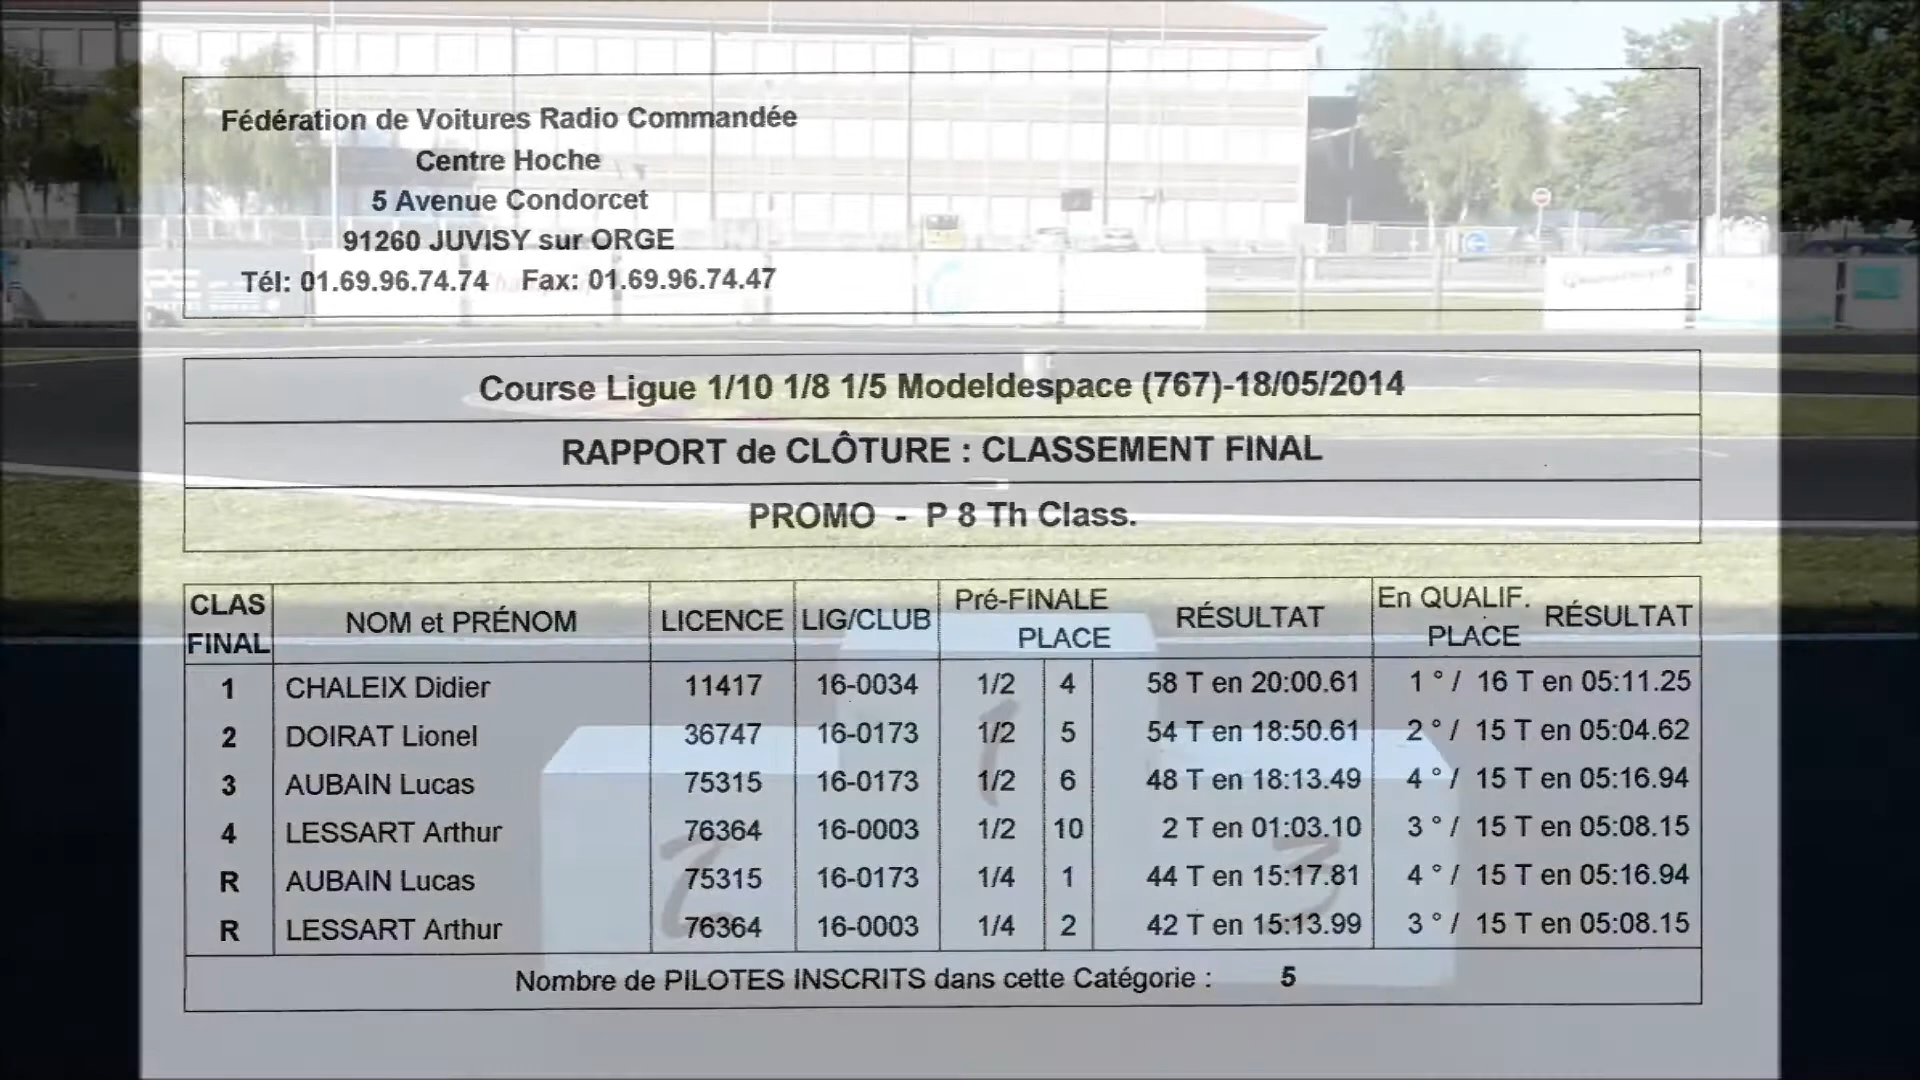 Fédération de Voitures Radio Commandée
Centre Hoche
5 Avenue Condorcet
91260 JUVISY sur ORGE
Tél: 01.69.96.74.74 Fax: 01.69.96.74.47
Course Ligue 1/10 1/8 1/5 Modeldespace (767)-18/05/2014
RAPPORT de CLÔTURE : CLASSEMENT FINAL
PROMO - P 8 Th Class.
CLAS FINAL NOM et PRÉNOM LICENCE LIG/CLUB Pré-FINALE PLACE RÉSULTAT En QUALIF. PLACE RÉSULTAT
1 CHALEIX Didier 11417 16-0034 1/2 4 58 T en 20:00.61 1 ° / 16 T en 05:11.25
2 DOIRAT Lionel 36747 16-0173 1/2 5 54 T en 18:50.61 2 ° / 15 T en 05:04.62
3 AUBAIN Lucas 75315 16-0173 1/2 6 48 T en 18:13.49 4 ° / 15 T en 05:16.94
4 LESSART Arthur 76364 16-0003 1/2 10 2 T en 01:03.10 3 ° / 15 T en 05:08.15
R AUBAIN Lucas 75315 16-0173 1/4 1 44 T en 15:17.81 4 ° / 15 T en 05:16.94
R LESSART Arthur 76364 16-0003 1/4 2 42 T en 15:13.99 3 ° / 15 T en 05:08.15
Nombre de PILOTES INSCRITS dans cette Catégorie : 5
1
2
3